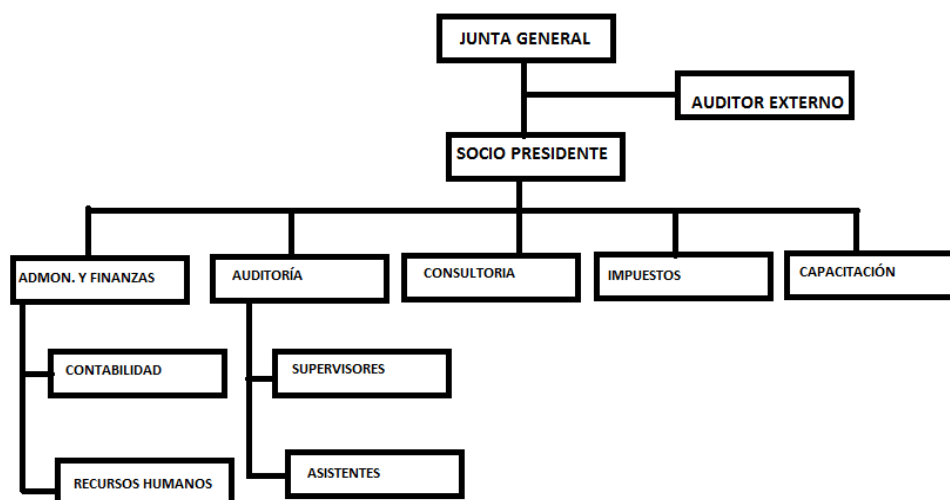 JUNTA GENERAL
AUDITOR EXTERNO
SOCIO PRESIDENTE
ADMON. Y FINANZAS
AUDITORÍA
CONSULTORIA
IMPUESTOS
CAPACITACIÓN
CONTABILIDAD
SUPERVISORES
RECURSOS HUMANOS
ASISTENTES